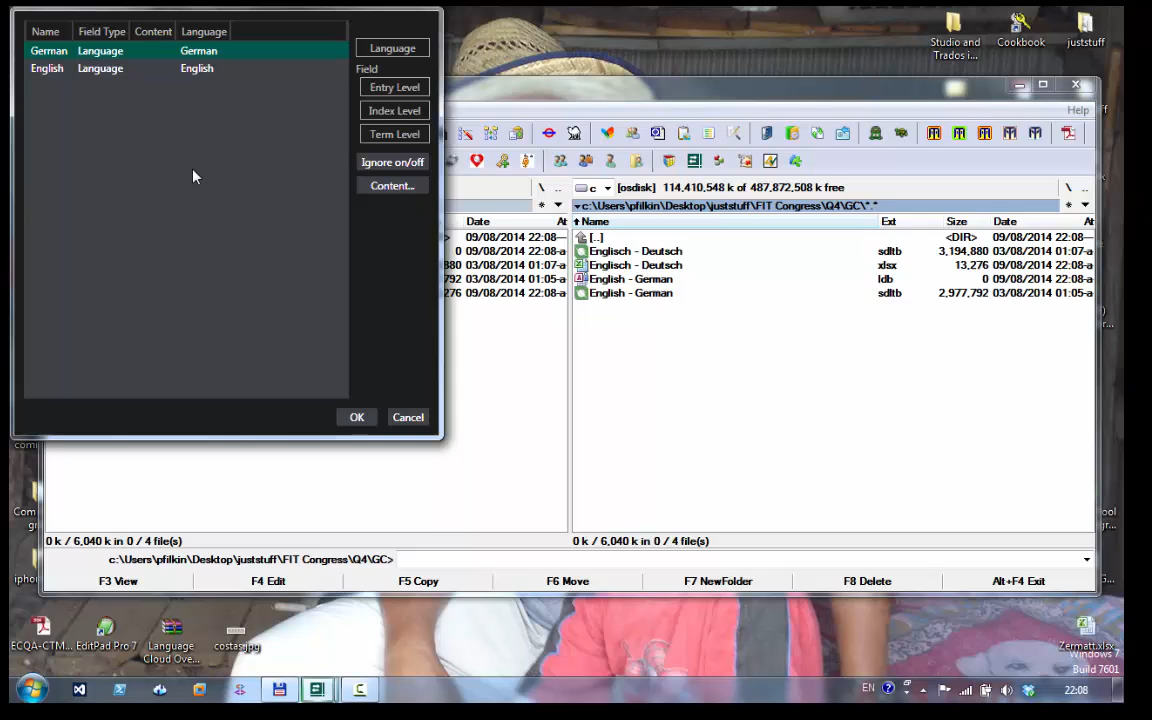 Name Field Type Content Language
German Language German
English Language English
Language
Field
Entry Level
Index Level
Term Level
Ignore on/off
Content...
OK Cancel
Studio and
Trados i...
Cookbook
juststuff
Help
\ ..
c [osdisk] 114,410,548 k of 487,872,508 k free
\ ..
*
c:\Users\pfilkin\Desktop\juststuff\FIT Congress\Q4\GC\*.*
*
Date At
Name Ext Size Date At
> 09/08/2014 22:08 ---
[..] <DIR> 09/08/2014 22:08 ---
0 09/08/2014 22:08 -a
Englisch - Deutsch sdltb 3,194,880 03/08/2014 01:07 -a
880 03/08/2014 01:07 -a
Englisch - Deutsch xlsx 13,276 09/08/2014 22:08 -a
792 03/08/2014 01:05 -a
English - German ldb 0 09/08/2014 22:08 -a
276 09/08/2014 22:08 -a
English - German sdltb 2,977,792 03/08/2014 01:05 -a
0 k / 6,040 k in 0 / 4 file(s)
0 k / 6,040 k in 0 / 4 file(s)
c:\Users\pfilkin\Desktop\juststuff\FIT Congress\Q4\GC>
F3 View F4 Edit F5 Copy F6 Move F7 NewFolder F8 Delete Alt+F4 Exit
ECQA-CTM...
EditPad Pro 7
Language
Cloud Ove...
costas.jpg
Zermatt.xlsx
Windows 7
Build 7601
EN
22:08